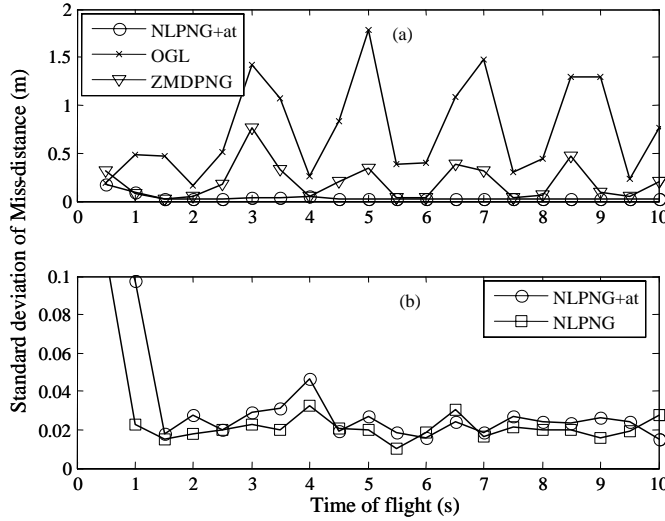 Standard deviation of Miss-distance (m)
2
1.5
1
0.5
0
NLPNG+at
OGL
ZMDPNG
(a)
0 1 2 3 4 5 6 7 8 9 10
0.1
0.08
0.06
0.04
0.02
0
(b)
NLPNG+at
NLPNG
0 1 2 3 4 5 6 7 8 9 10
Time of flight (s)